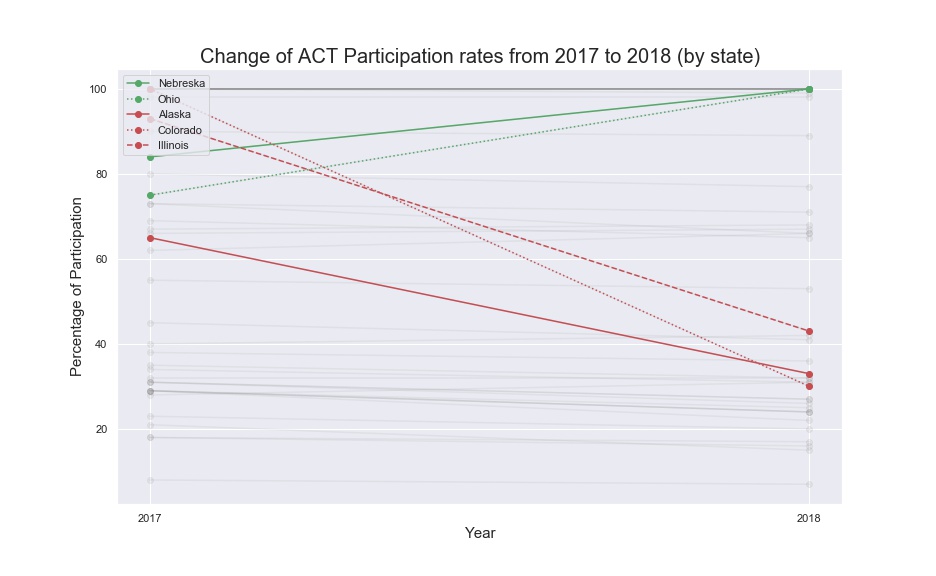 Change of ACT Participation rates from 2017 to 2018 (by state)
Nebreska
Ohio
Alaska
Colorado
Illinois
100
80
60
40
20
Percentage of Participation
2017
2018
Year